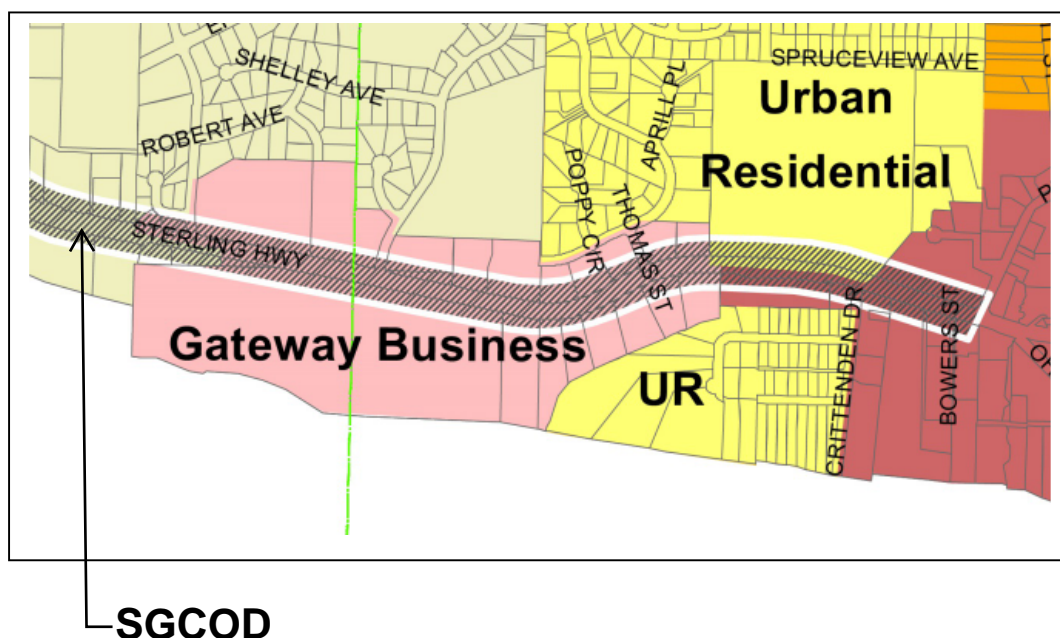 SHELLEY AVE
SPRUCEVIEW AVE
ROBERT AVE
APRILL PL
Urban
Residential
POPPY CIR
THOMAS ST
STERLING HWY
Gateway Business
UR
CRITTENDEN DR
BOWERS ST
SGCOD